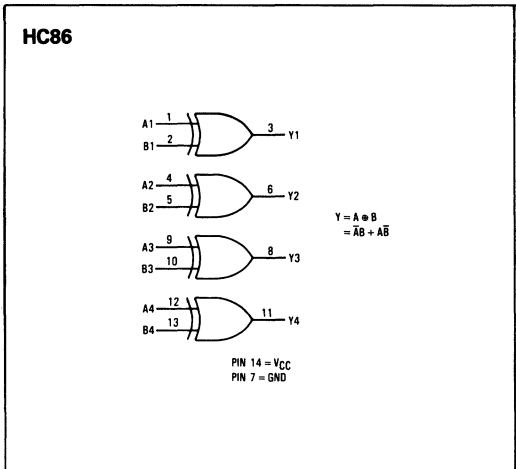 HC86
A1 1
B1 2
3 Y1
A2 4
B2 5
6 Y2
A3 9
B3 10
8 Y3
A4 12
B4 13
11 Y4
Y = A ⊕ B
= A̅B + AB̅
PIN 14 = VCC
PIN 7 = GND